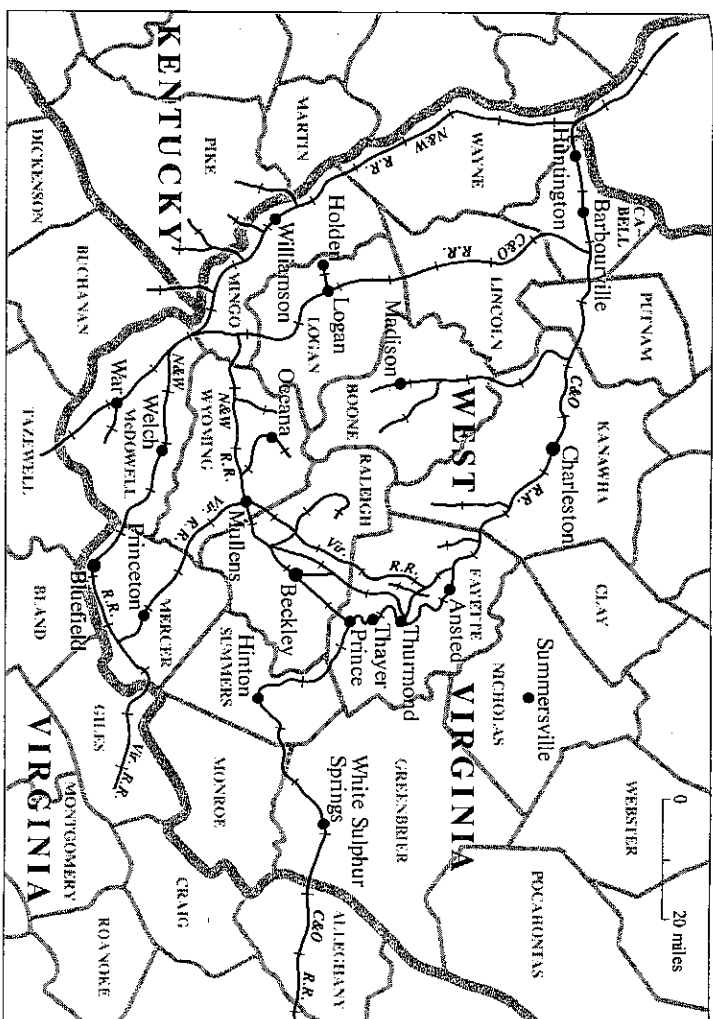 KENTUCKY
WEST
VIRGINIA
VIRGINIA
MARTIN
PIKE
DICKENSON
BUCHANAN
TAZEWELL
BLAND
GILES
MONTGOMERY
ROANOKE
CRAIG
ALLEGHANY
MONROE
GREENBRIER
POCAHONTAS
WEBSTER
NICHOLAS
CLAY
KANAWHA
PUTNAM
CA-
BELL
WAYNE
LINCOLN
BOONE
LOGAN
MINGO
WYOMING
McDOWELL
MERCER
SUMMERS
RALEIGH
FAYETTE
Huntington
Barbourville
Charleston
Ansted
Thurmond
Thayer
Prince
Beckley
Hinton
White Sulphur
Springs
Summersville
Madison
Logan
Holden
Williamson
Oceana
Mullens
War
Welch
Princeton
Bluefield
N&W
R.R.
C&O
R.R.
C&O
R.R.
N&W
R.R.
N&W
R.R.
Vir.
R.R.
Vir.
R.R.
Vir. R.R.
C&O
R.R.
0
20 miles